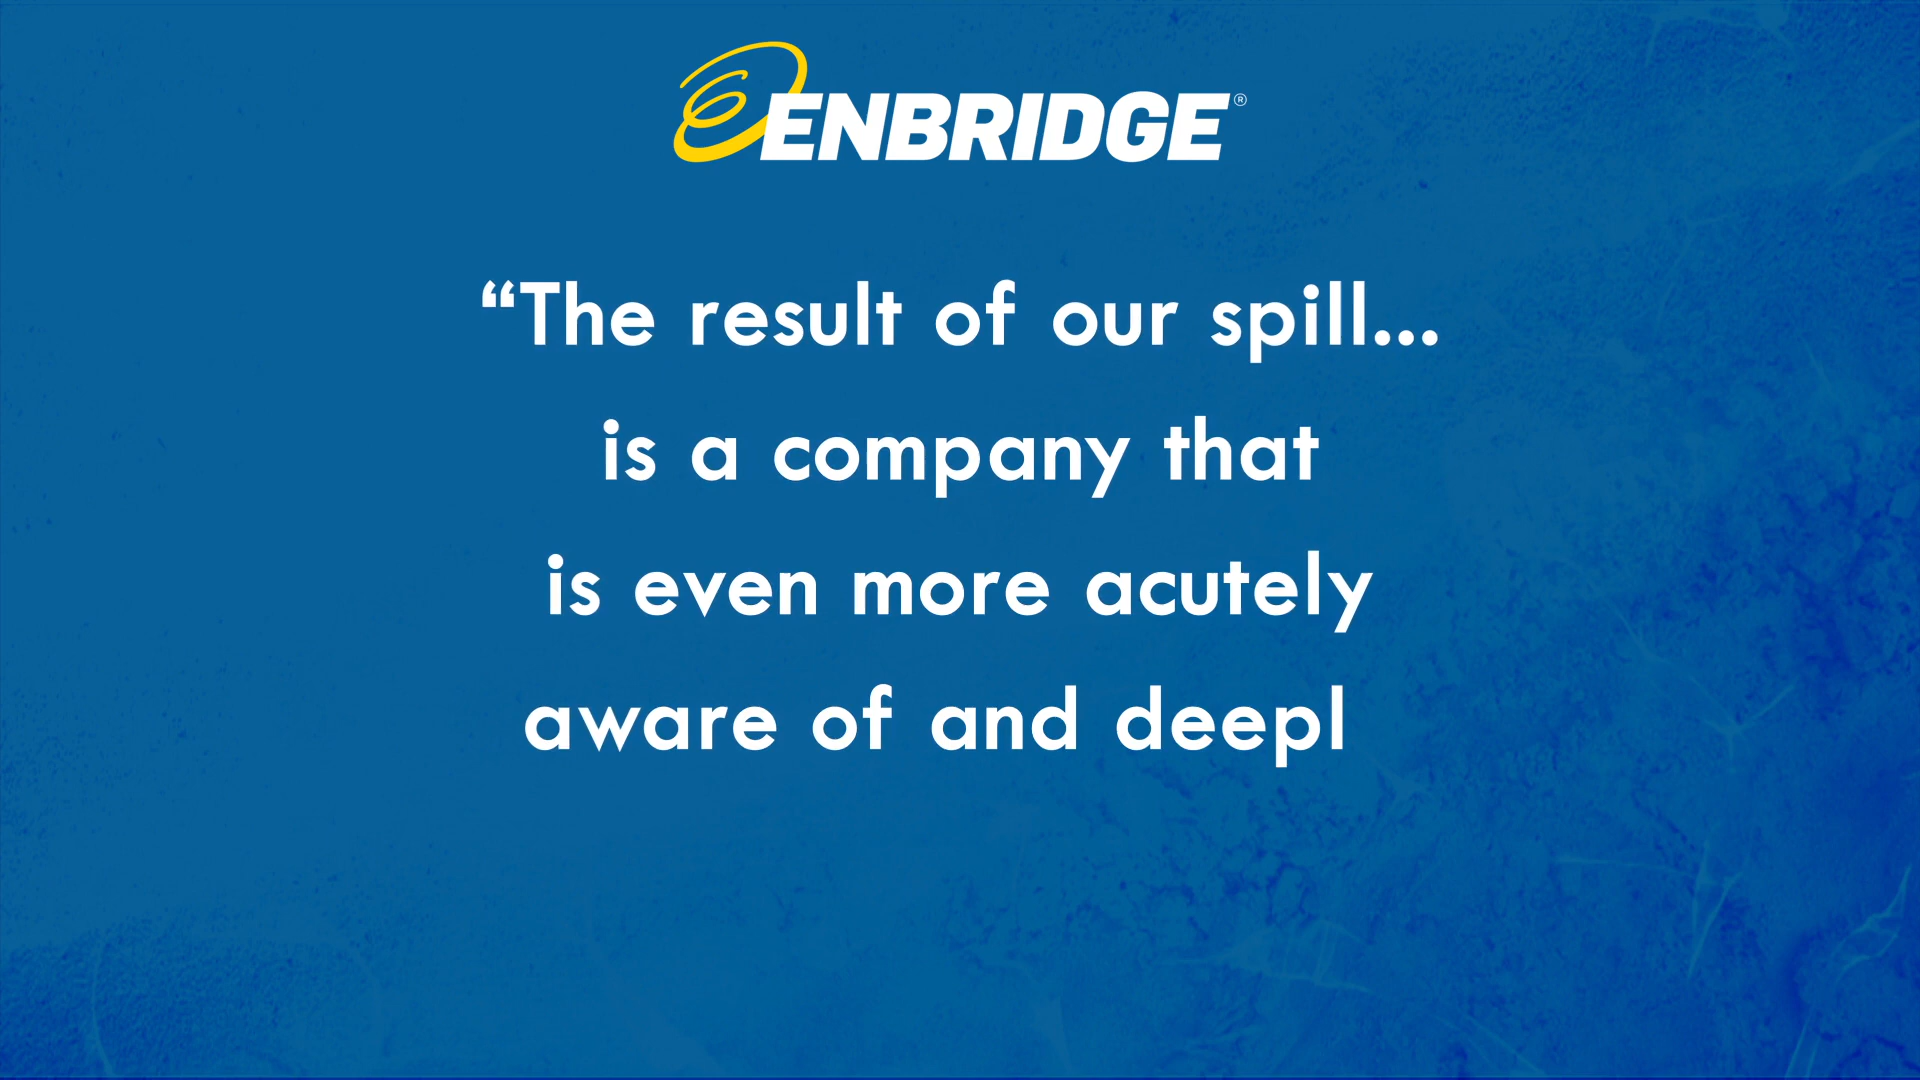 ENBRIDGE®
“The result of our spill...
is a company that
is even more acutely
aware of and deepl